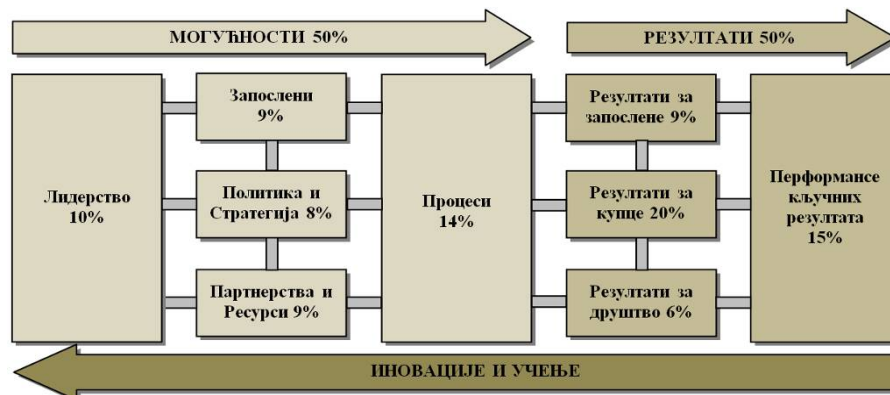 МОГУЋНОСТИ 50%
РЕЗУЛТАТИ 50%
Лидерство
10%
Запослени
9%
Политика и
Стратегија 8%
Партнерства и
Ресурси 9%
Процеси
14%
Резултати за
запослене 9%
Резултати за
купце 20%
Резултати за
друштво 6%
Перформансе
кључних
резултата
15%
ИНОВАЦИЈЕ И УЧЕЊЕ